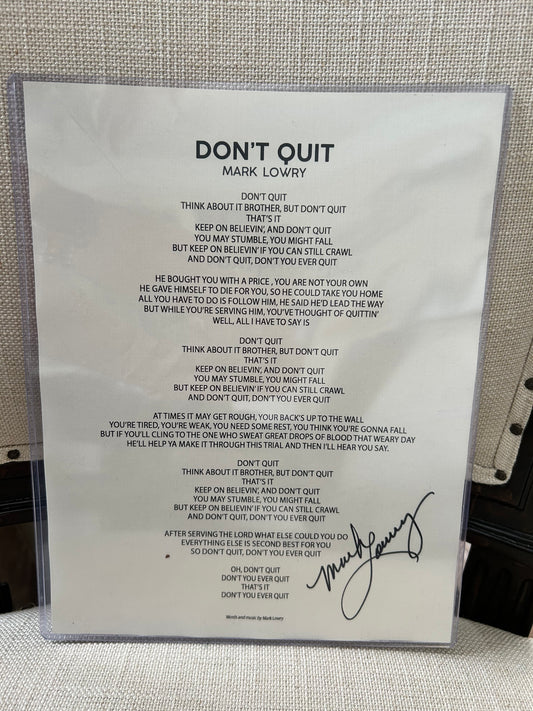 DON'T QUIT
MARK LOWRY
DON'T QUIT
THINK ABOUT IT BROTHER, BUT DON'T QUIT
THAT'S IT
KEEP ON BELIEVIN', AND DON'T QUIT
YOU MAY STUMBLE, YOU MIGHT FALL
BUT KEEP ON BELIEVIN' IF YOU CAN STILL CRAWL
AND DON'T QUIT, DON'T YOU EVER QUIT
HE BOUGHT YOU WITH A PRICE , YOU ARE NOT YOUR OWN
HE GAVE HIMSELF TO DIE FOR YOU, SO HE COULD TAKE YOU HOME
ALL YOU HAVE TO DO IS FOLLOW HIM, HE SAID HE'D LEAD THE WAY
BUT WHILE YOU'RE SERVING HIM, YOU'VE THOUGHT OF QUITTIN'
WELL, ALL I HAVE TO SAY IS
DON'T QUIT
THINK ABOUT IT BROTHER, BUT DON'T QUIT
THAT'S IT
KEEP ON BELIEVIN', AND DON'T QUIT
YOU MAY STUMBLE, YOU MIGHT FALL
BUT KEEP ON BELIEVIN' IF YOU CAN STILL CRAWL
AND DON'T QUIT, DON'T YOU EVER QUIT
AT TIMES IT MAY GET ROUGH, YOUR BACK'S UP TO THE WALL
YOU'RE TIRED, YOU'RE WEAK, YOU NEED SOME REST, YOU THINK YOU'RE GONNA FALL
BUT IF YOU'LL CLING TO THE ONE WHO SWEAT GREAT DROPS OF BLOOD THAT WEARY DAY
HE'LL HELP YA MAKE IT THROUGH THIS TRIAL AND THEN I'LL HEAR YOU SAY.
DON'T QUIT
THINK ABOUT IT BROTHER, BUT DON'T QUIT
THAT'S IT
KEEP ON BELIEVIN', AND DON'T QUIT
YOU MAY STUMBLE, YOU MIGHT FALL
BUT KEEP ON BELIEVIN' IF YOU CAN STILL CRAWL
AND DON'T QUIT, DON'T YOU EVER QUIT
AFTER SERVING THE LORD WHAT ELSE COULD YOU DO
EVERYTHING ELSE IS SECOND BEST FOR YOU
SO DON'T QUIT, DON'T YOU EVER QUIT
OH, DON'T QUIT
DON'T YOU EVER QUIT
THAT'S IT
DON'T YOU EVER QUIT
Mark Lowry
Words and music by Mark Lowry